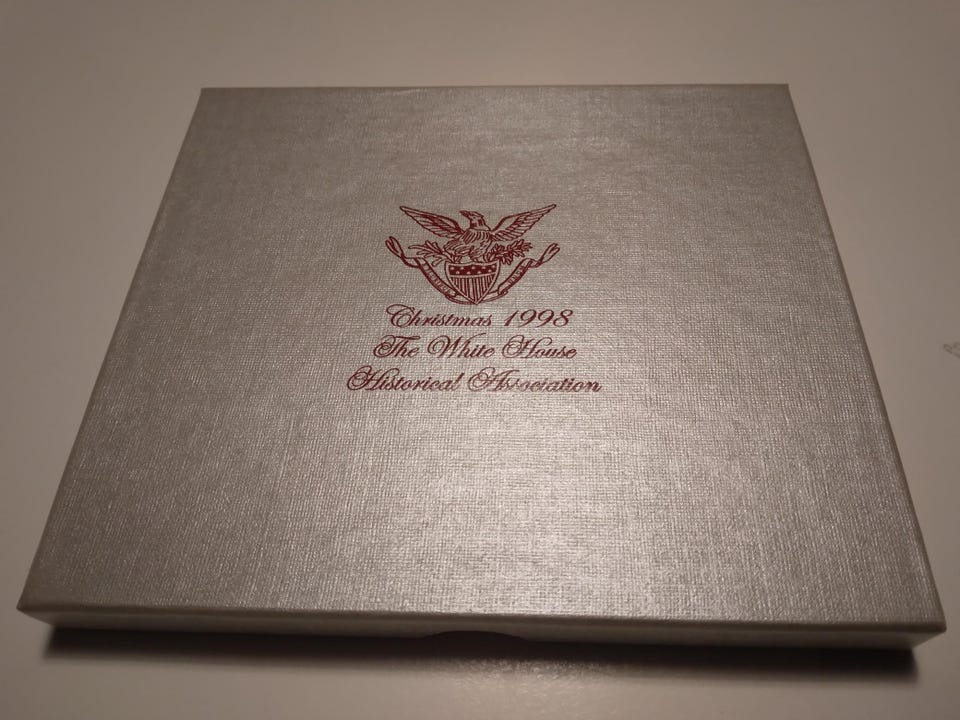 Christmas 1998
The White House
Historical Association